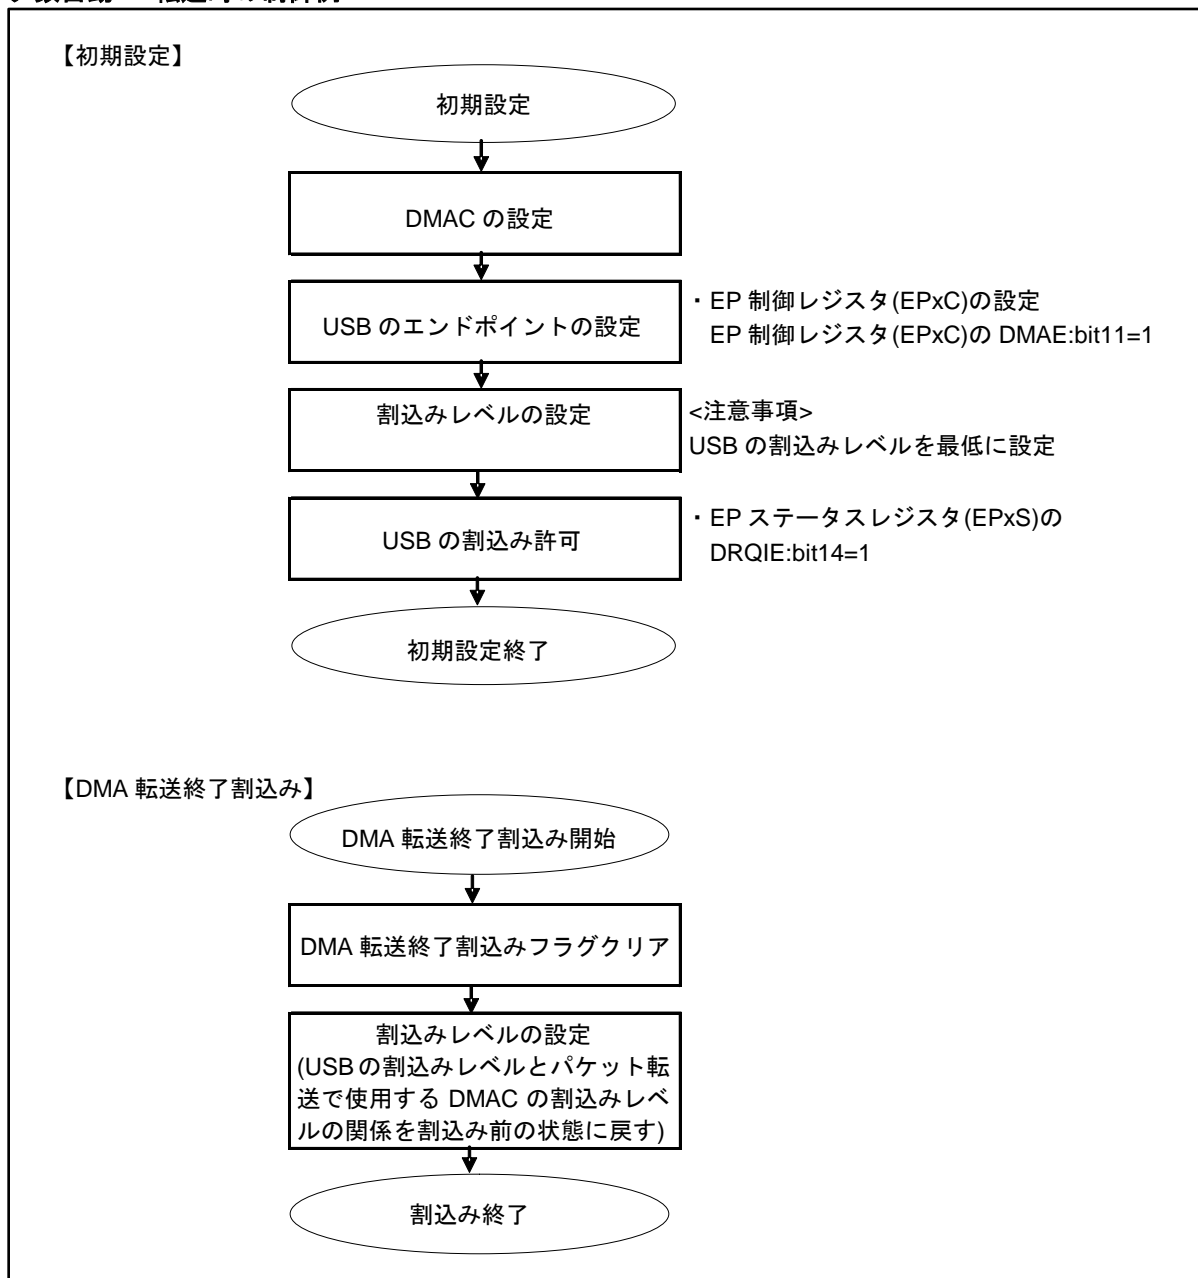 【初期設定】
初期設定
DMAC の設定
USB のエンドポイントの設定
・EP 制御レジスタ(EPxC)の設定
EP 制御レジスタ(EPxC)の DMAE:bit11=1
割込みレベルの設定
<注意事項>
USB の割込みレベルを最低に設定
USB の割込み許可
・EP ステータスレジスタ(EPxS)の
DRQIE:bit14=1
初期設定終了
【DMA 転送終了割込み】
DMA 転送終了割込み開始
DMA 転送終了割込みフラグクリア
割込みレベルの設定
(USB の割込みレベルとパケット転
送で使用する DMAC の割込みレベ
ルの関係を割込み前の状態に戻す)
割込み終了